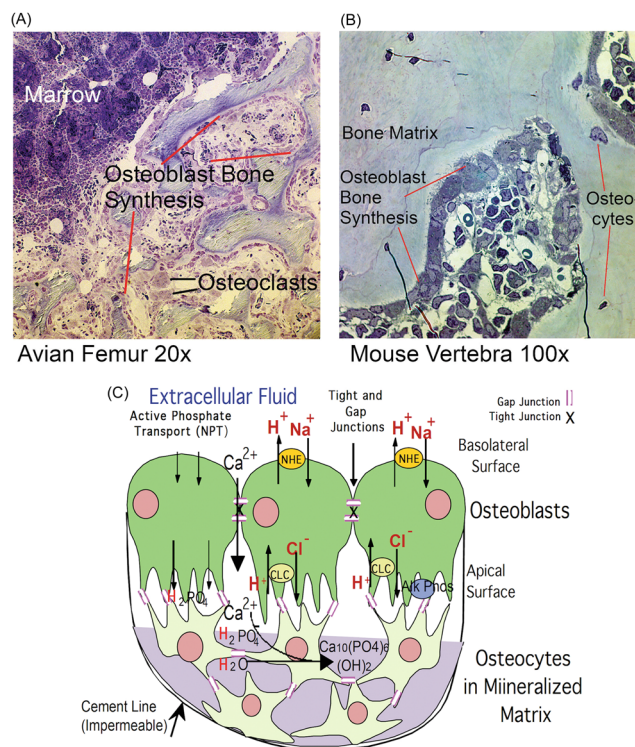 (A)
Marrow
Osteoblast Bone
Synthesis
Osteoclasts
Avian Femur 20x
(B)
Bone Matrix
Osteoblast
Bone
Synthesis
Osteo
cytes
Mouse Vertebra 100x
(C)
Extracellular Fluid
Active Phosphate
Transport (NPT)
Ca2+
H+
Na+
NHE
Tight and
Gap
Junctions
H+
Na+
NHE
Gap Junction
Tight Junction X
Basolateral
Surface
X
X
Osteoblasts
H2PO4
Cl-
CLC
H+
Cl-
CLC
H+
Alk Phos
Apical
Surface
Ca2+
H2PO4-
H2O
Ca10(PO4)6
(OH)2
Osteocytes
in Miineralized
Matrix
Cement Line
(Impermeable)